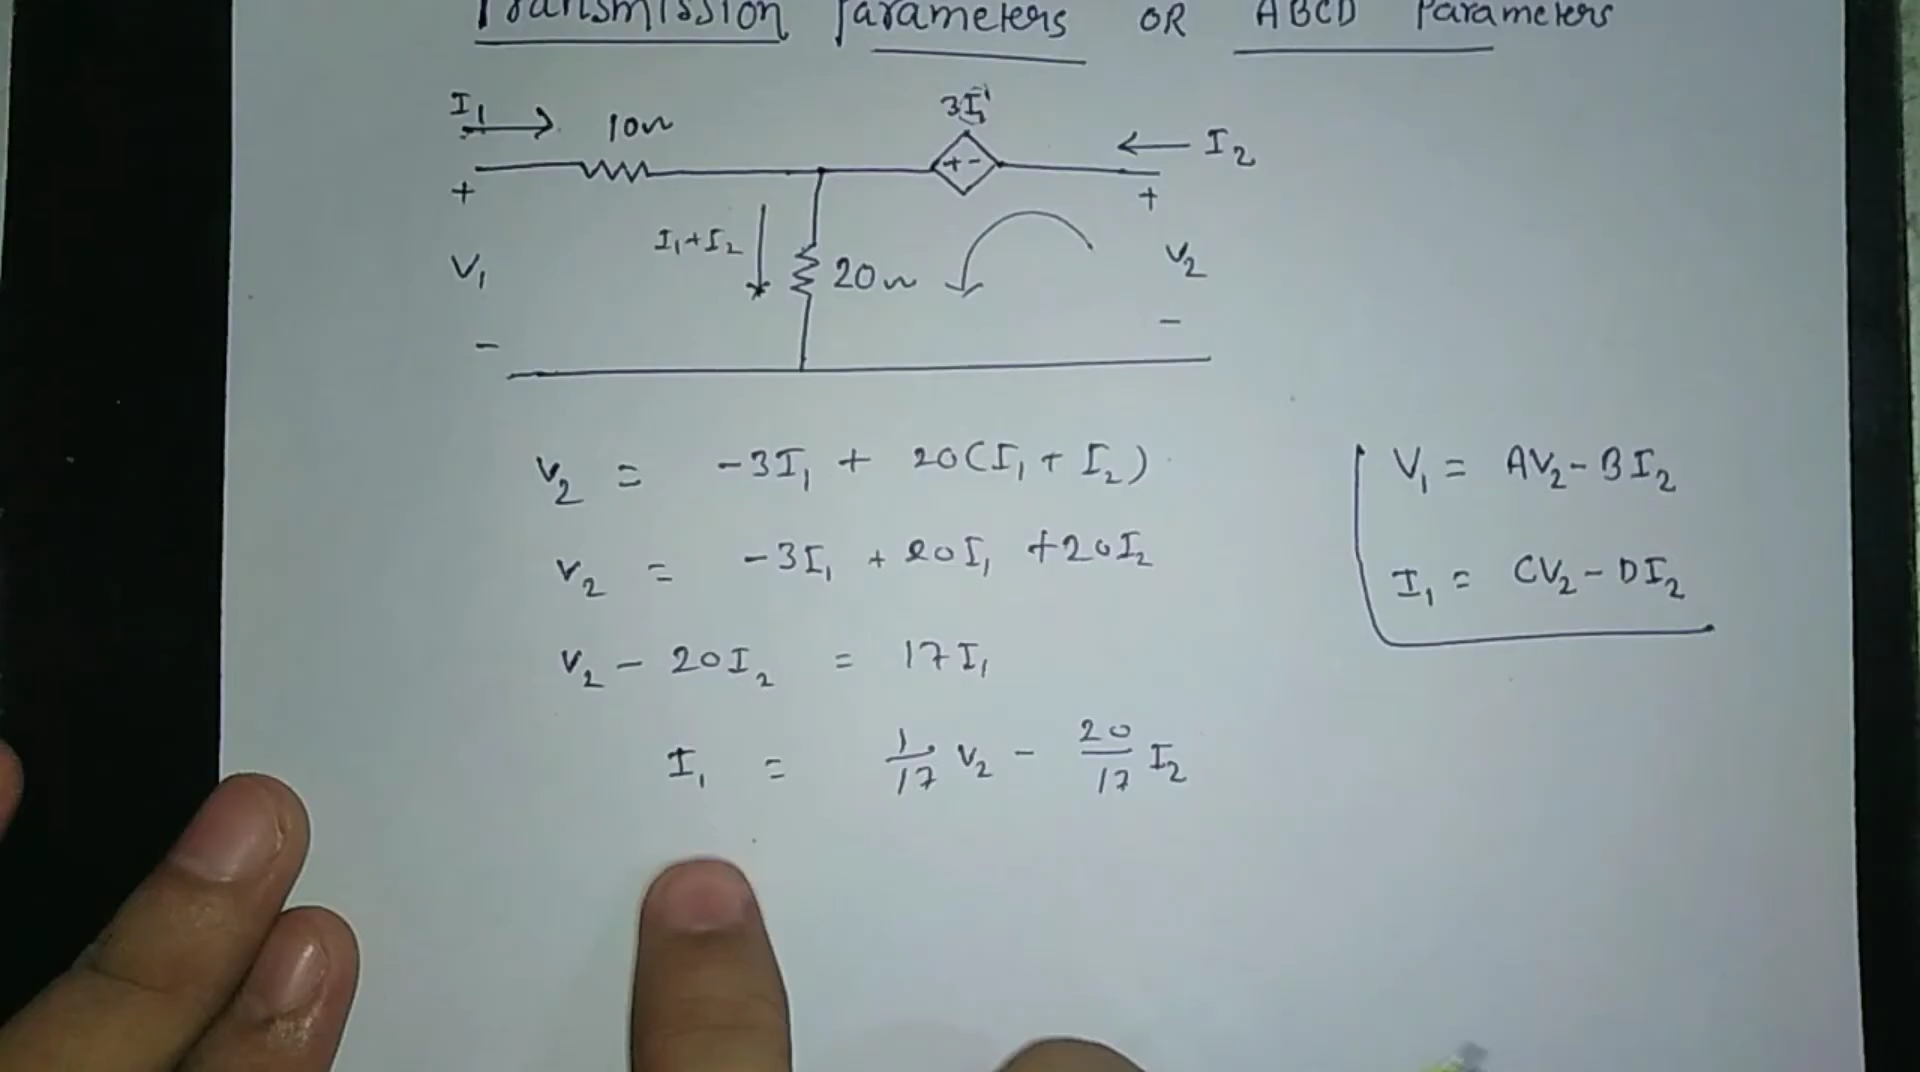 Transmission Parameters OR ABCD Parameters
I₁ → 10Ω 3I₁ ← I₂
+ + - +
I₁+I₂ 20Ω V₂
V₁
- -
V₂ = -3I₁ + 20(I₁ + I₂)
V₂ = -3I₁ + 20I₁ + 20I₂
V₂ - 20I₂ = 17I₁
I₁ = 1/17 V₂ - 20/17 I₂
V₁ = AV₂ - BI₂
I₁ = CV₂ - DI₂